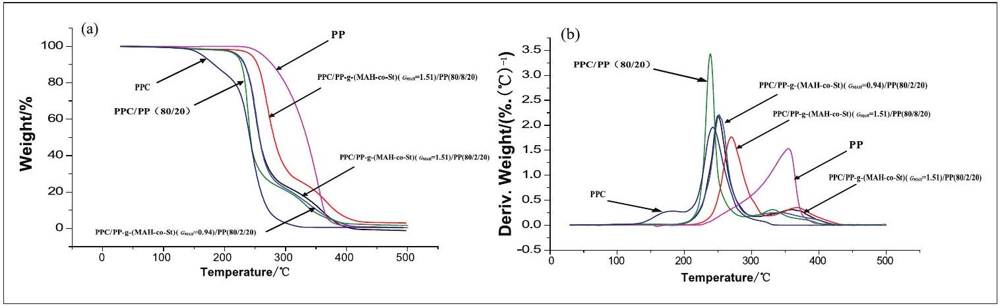 (a)
PP
100
PPC/PP-g-(MAH-co-St)( GMAH=1.51)/PP(80/8/20)
PPC
80
PPC/PP（80/20）
60
Weight/%
40
PPC/PP-g-(MAH-co-St)( GMAH=1.51)/PP(80/2/20)
20
0
PPC/PP-g-(MAH-co-St)( GMAH=0.94)/PP(80/2/20)
0 100 200 300 400 500
Temperature/℃
(b)
3.5
PPC/PP（80/20）
3.0
PPC/PP-g-(MAH-co-St)( GMAH=0.94)/PP(80/2/20)
2.5
PPC/PP-g-(MAH-co-St)( GMAH=1.51)/PP(80/8/20)
2.0
PP
1.5
Deriv. Weight/(%.(℃)-1)
1.0
PPC/PP-g-(MAH-co-St)( GMAH=1.51)/PP(80/2/20)
PPC
0.5
0.0
-0.5
0 100 200 300 400 500
Temperature/℃